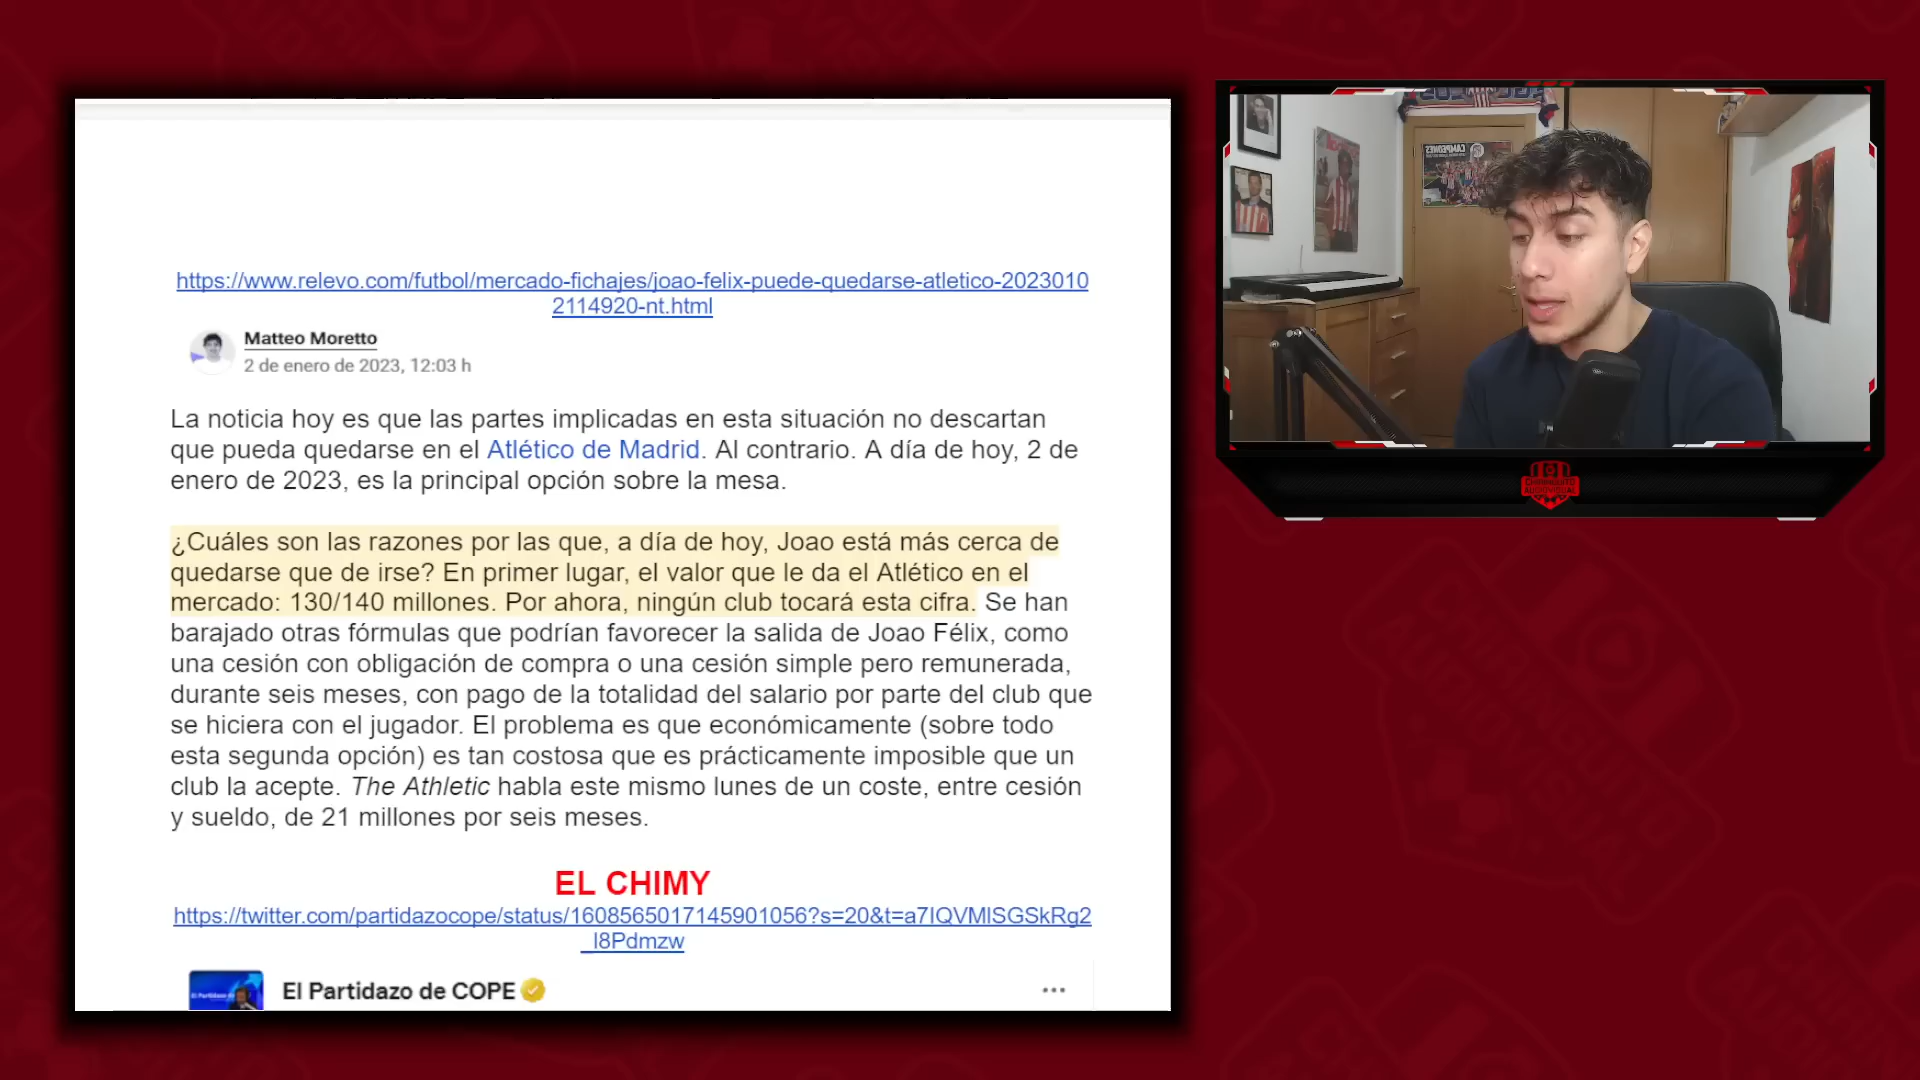 https://www.relevo.com/futbol/mercado-fichajes/joao-felix-puede-quedarse-atletico-2023010
2114920-nt.html
Matteo Moretto
2 de enero de 2023, 12:03 h
La noticia hoy es que las partes implicadas en esta situación no descartan
que pueda quedarse en el Atlético de Madrid. Al contrario. A día de hoy, 2 de
enero de 2023, es la principal opción sobre la mesa.
¿Cuáles son las razones por las que, a día de hoy, Joao está más cerca de
quedarse que de irse? En primer lugar, el valor que le da el Atlético en el
mercado: 130/140 millones. Por ahora, ningún club tocará esta cifra. Se han
barajado otras fórmulas que podrían favorecer la salida de Joao Félix, como
una cesión con obligación de compra o una cesión simple pero remunerada,
durante seis meses, con pago de la totalidad del salario por parte del club que
se hiciera con el jugador. El problema es que económicamente (sobre todo
esta segunda opción) es tan costosa que es prácticamente imposible que un
club la acepte. The Athletic habla este mismo lunes de un coste, entre cesión
y sueldo, de 21 millones por seis meses.
EL CHIMY
https://twitter.com/partidazocope/status/1608565017145901056?s=20&t=a7IQVMlSGSkRg2
_l8Pdmzw
El Partidazo de COPE
CAMPEONES
CHIRINGUITO
AUDIOVISUAL